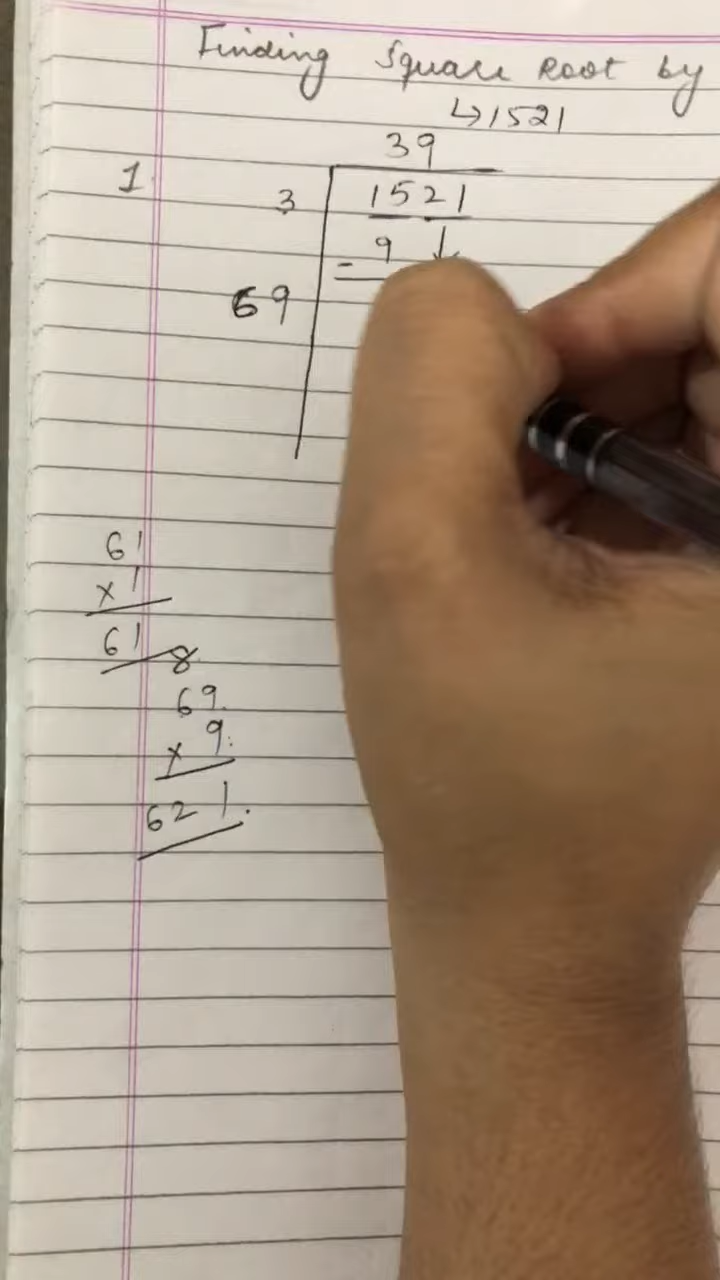 Finding Square Root by
↳1521
39
1. 3 1521
9 ↓
-
69
61
x 1
61
8
69.
x 9.
621.